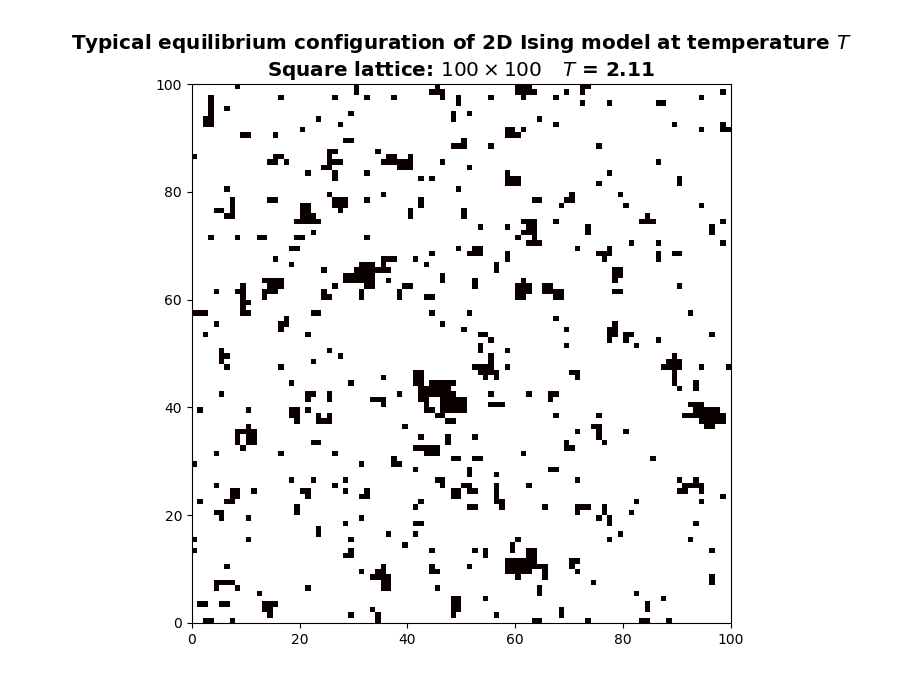 Typical equilibrium configuration of 2D Ising model at temperature T
Square lattice: 100 × 100 T = 2.11
100
80
60
40
20
0
0 20 40 60 80 100